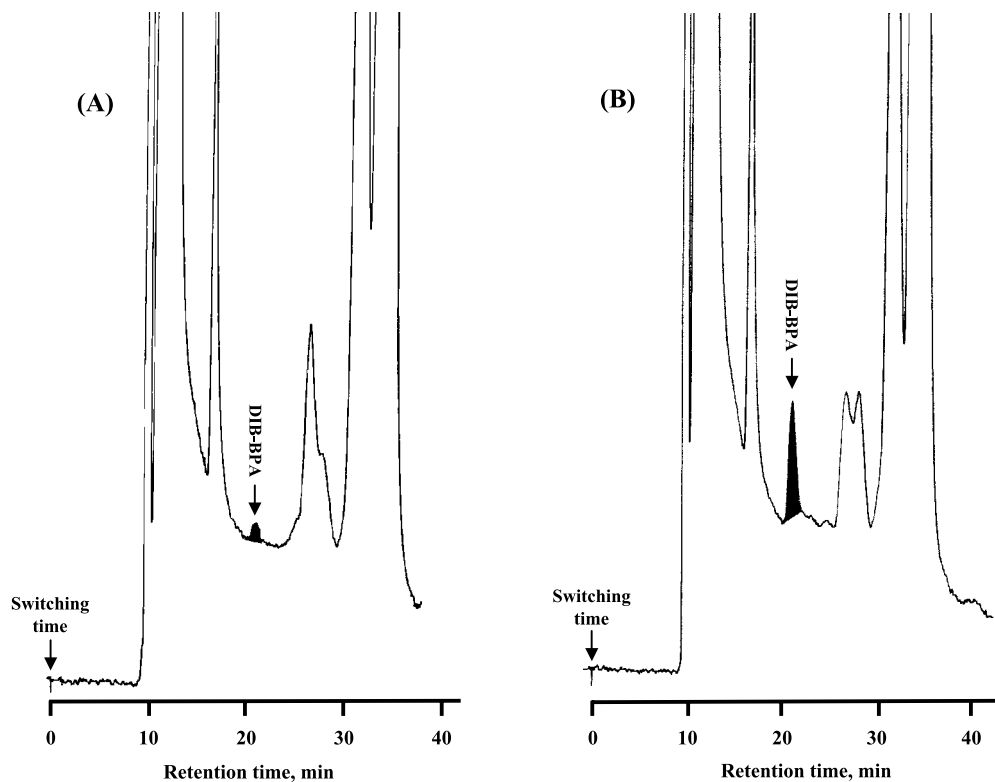 (A)
DIB-BPA
Switching
time
0 10 20 30 40
Retention time, min
(B)
DIB-BPA
Switching
time
0 10 20 30 40
Retention time, min